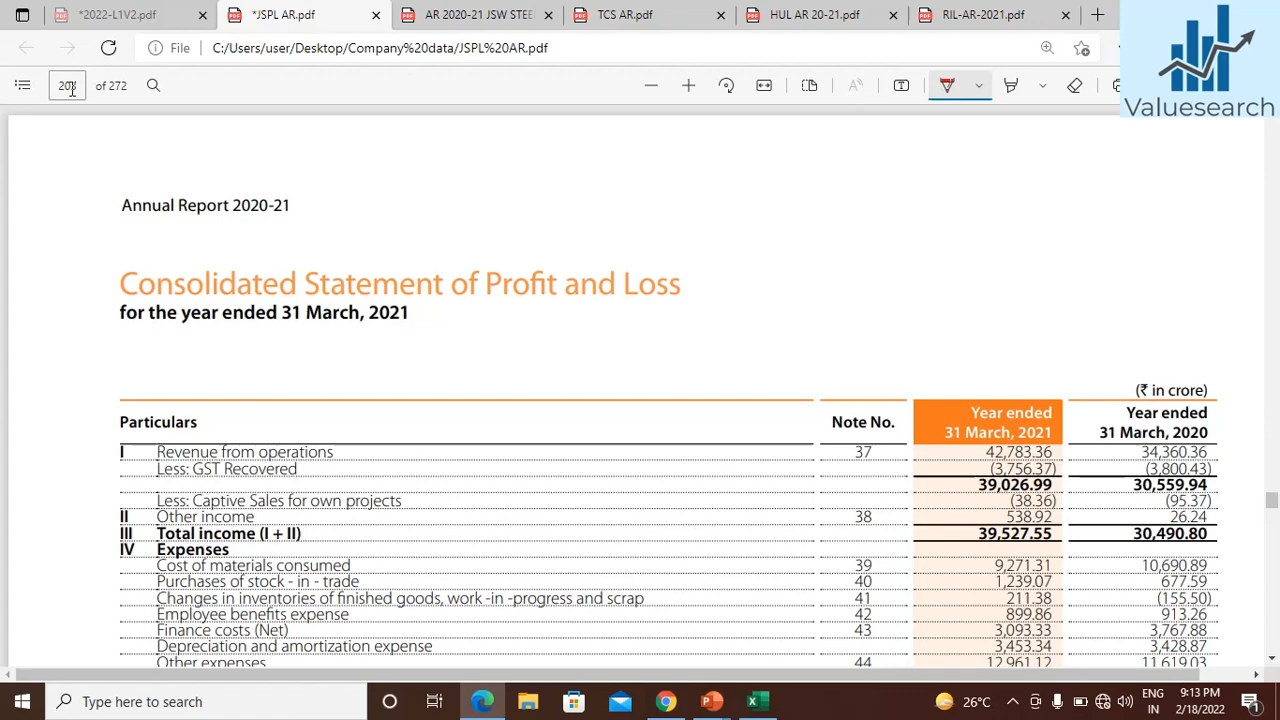 *2022-L1V2.pdf
*JSPL AR.pdf
AR 2020-21 JSW STEE
TCS AR.pdf
HUL AR 20-21.pdf
RIL-AR-2021.pdf
File C:/Users/user/Desktop/Company%20data/JSPL%20AR.pdf
of 272
Valuesearch
Annual Report 2020-21
Consolidated Statement of Profit and Loss
for the year ended 31 March, 2021
(₹ in crore)
Particulars Note No. Year ended 31 March, 2021 Year ended 31 March, 2020
I Revenue from operations 37 42,783.36 34,360.36
Less: GST Recovered (3,756.37) (3,800.43)
39,026.99 30,559.94
Less: Captive Sales for own projects (38.36) (95.37)
II Other income 38 538.92 26.24
III Total income (I + II) 39,527.55 30,490.80
IV Expenses
Cost of materials consumed 39 9,271.31 10,690.89
Purchases of stock - in - trade 40 1,239.07 677.59
Changes in inventories of finished goods, work -in -progress and scrap 41 211.38 (155.50)
Employee benefits expense 42 899.86 913.26
Finance costs (Net) 43 3,093.33 3,767.88
Depreciation and amortization expense 3,453.34 3,428.87
Other expenses 44 12,961.12 11,619.03
Type here to search
26°C
ENG
IN
9:13 PM
2/18/2022
1